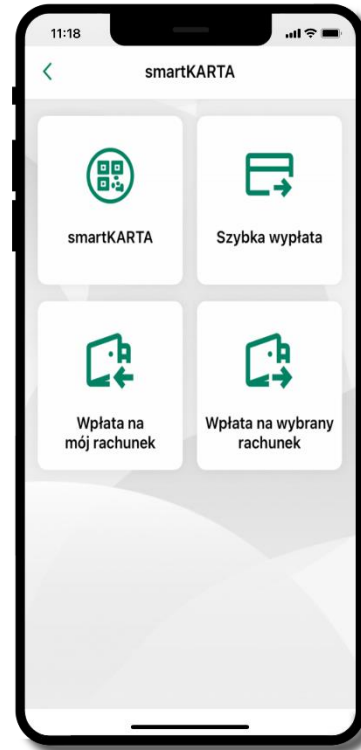 11:18
smartKARTA
smartKARTA
Szybka wypłata
Wpłata na
mój rachunek
Wpłata na wybrany
rachunek